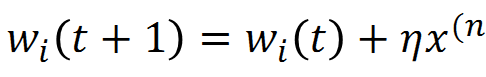 wᵢ(t + 1) = wᵢ(t) + ηx⁽ⁿ